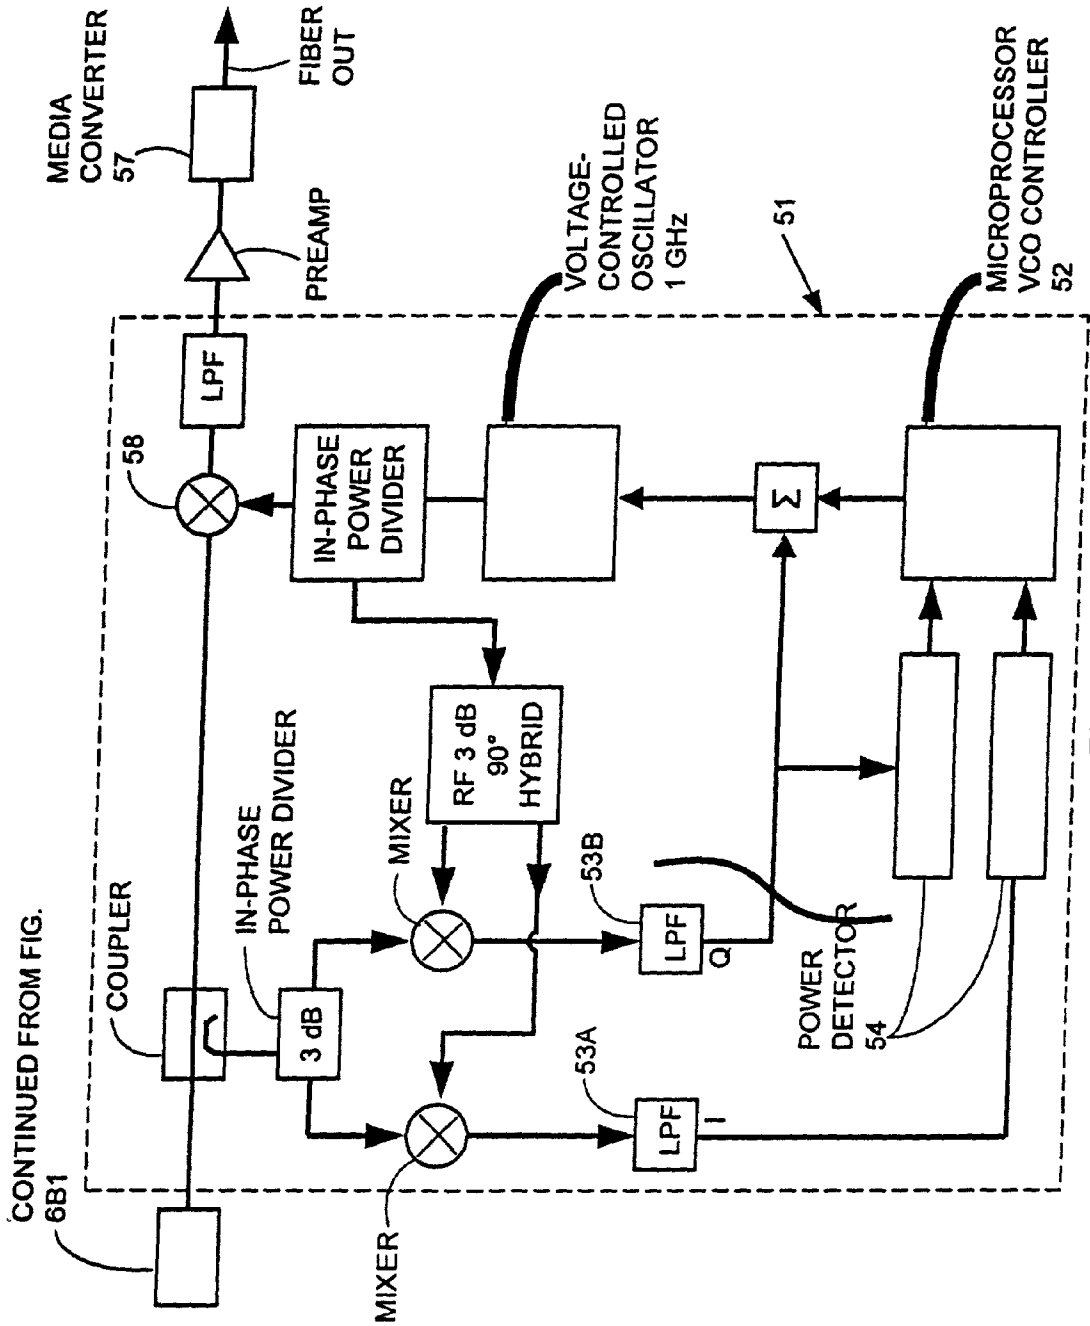 CONTINUED FROM FIG.
6B1
COUPLER
IN-PHASE
POWER DIVIDER
3 dB
MIXER
MIXER
RF 3 dB
90°
HYBRID
58
IN-PHASE
POWER
DIVIDER
LPF
PREAMP
MEDIA
CONVERTER
57
FIBER
OUT
VOLTAGE-
CONTROLLED
OSCILLATOR
1 GHz
51
53A
LPF
I
53B
LPF
Q
Σ
POWER
DETECTOR
54
MICROPROCESSOR
VCO CONTROLLER
52